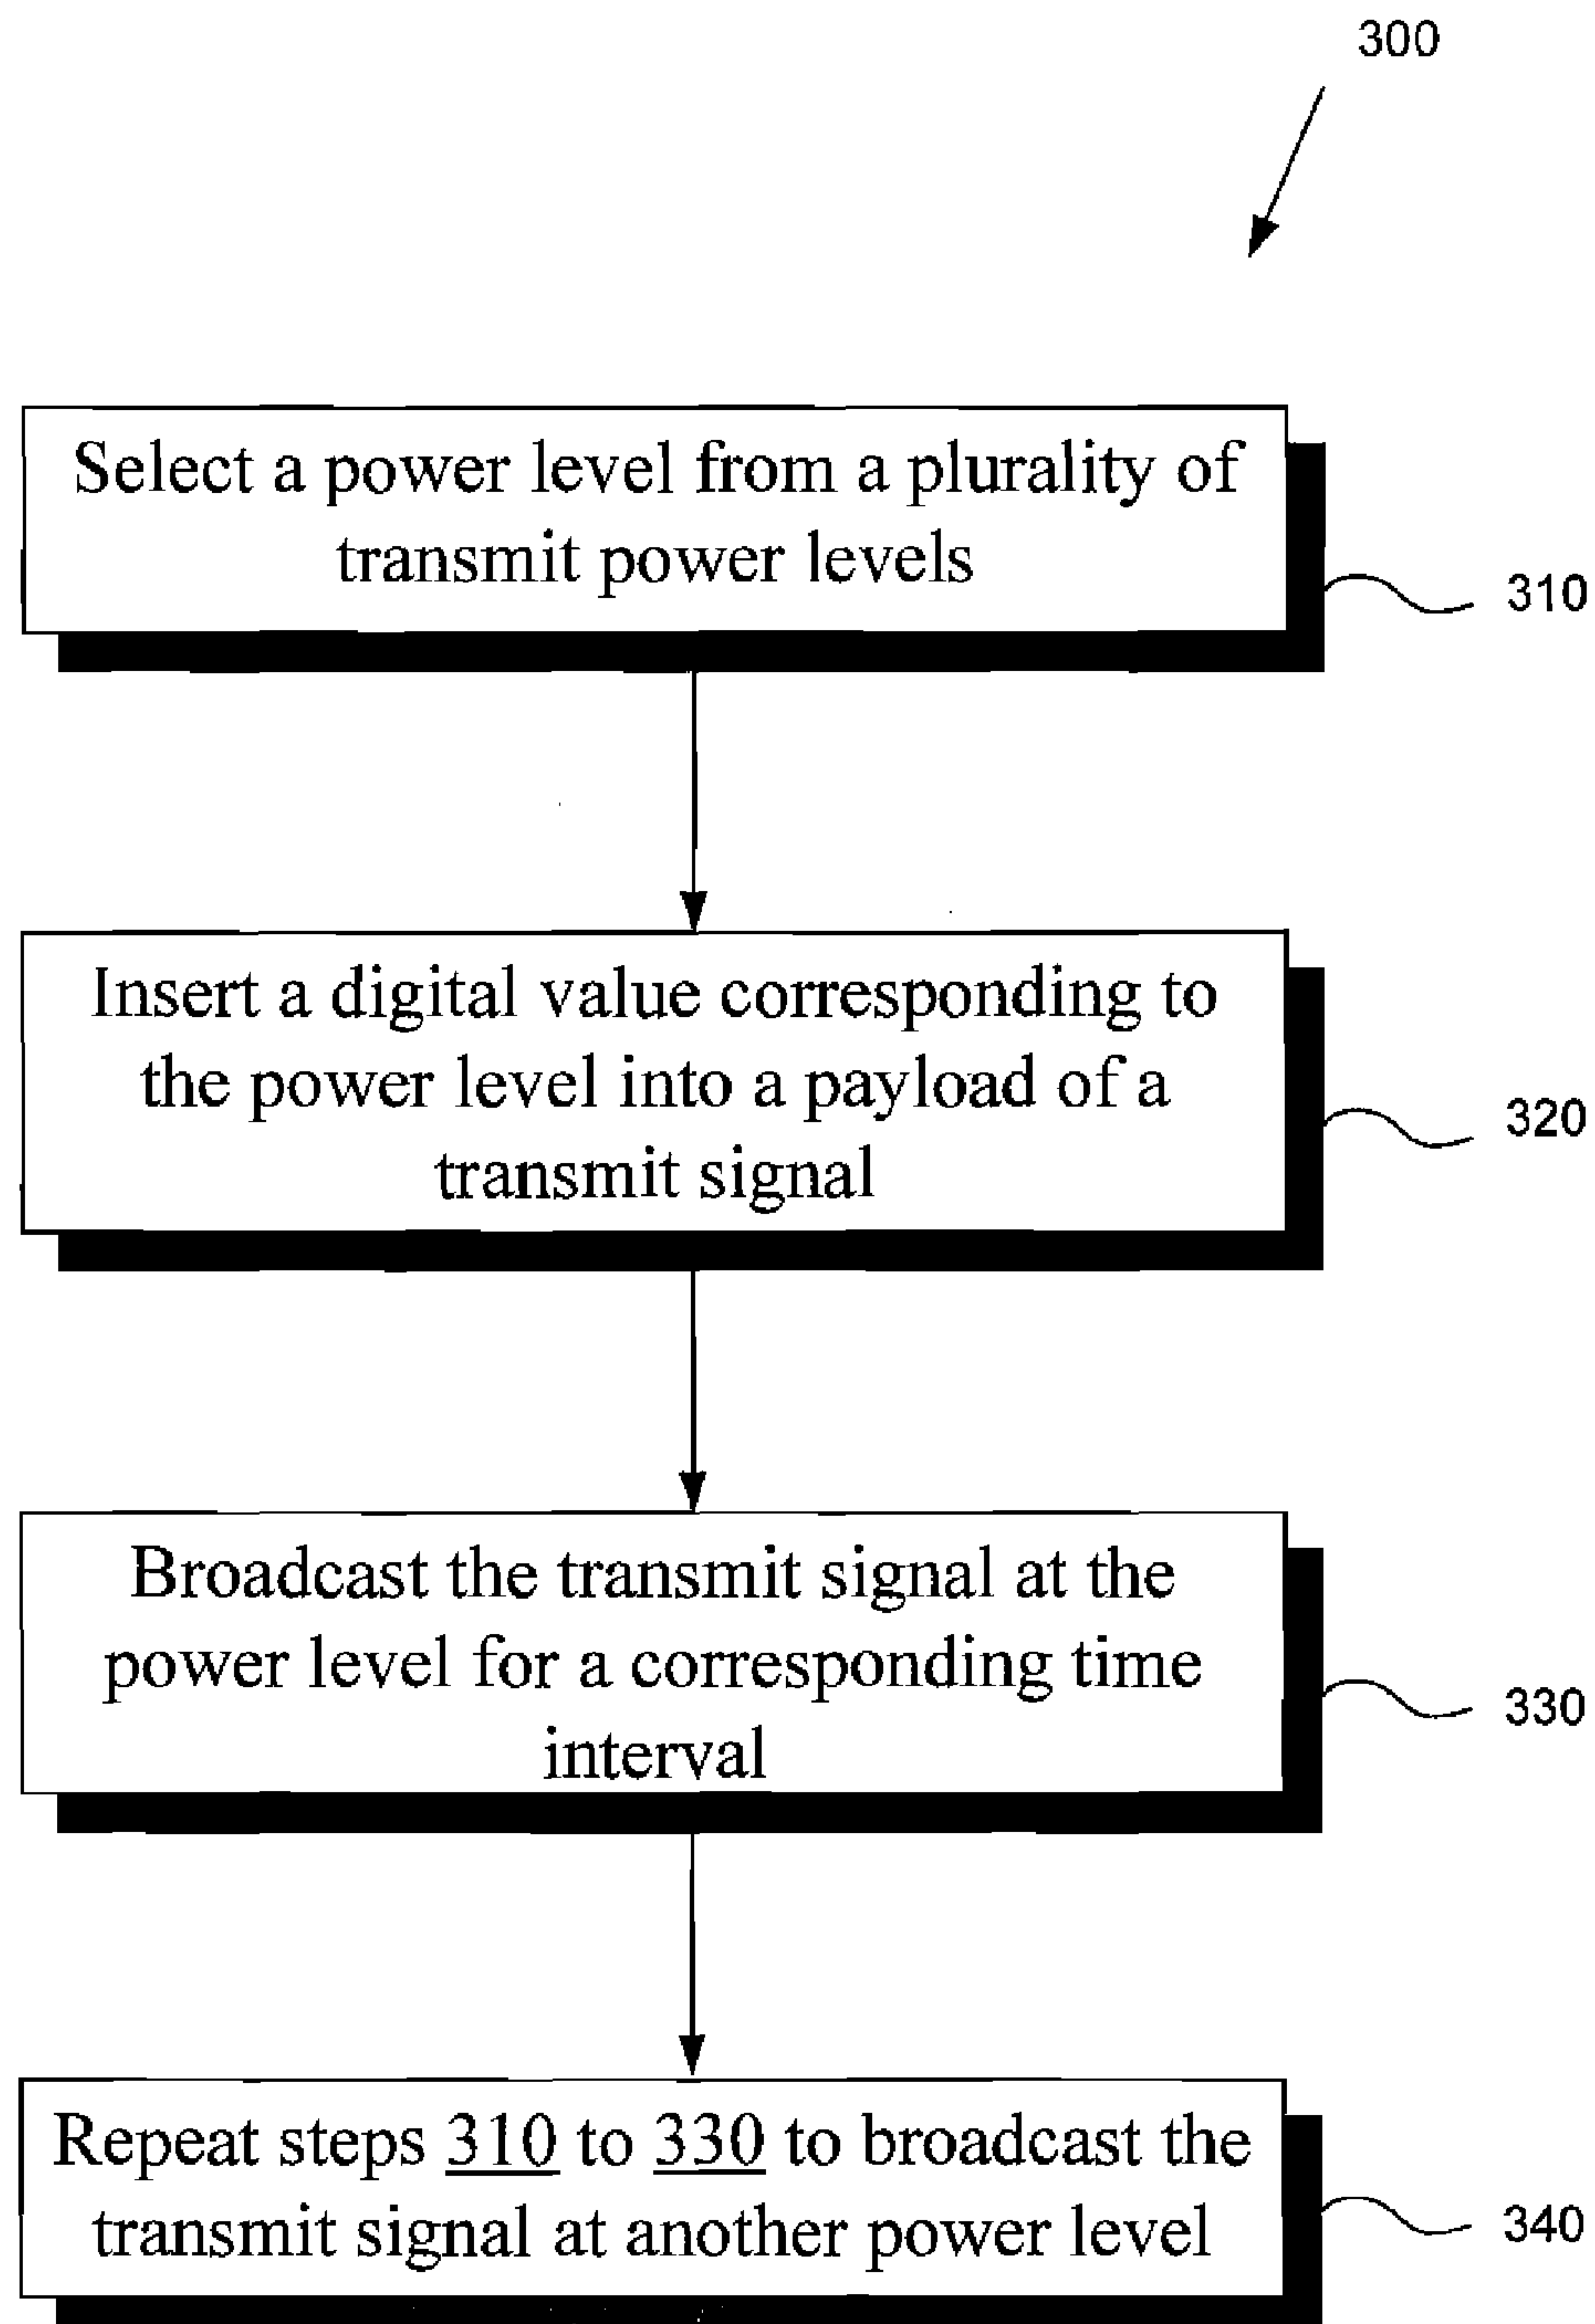 300
Select a power level from a plurality of
transmit power levels
310
Insert a digital value corresponding to
the power level into a payload of a
transmit signal
320
Broadcast the transmit signal at the
power level for a corresponding time
interval
330
Repeat steps 310 to 330 to broadcast the
transmit signal at another power level
340